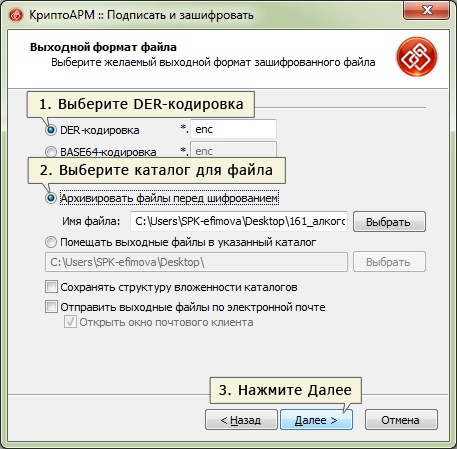 КриптоАРМ :: Подписать и зашифровать
Выходной формат файла
Выберите желаемый выходной формат зашифрованного файла
1. Выберите DER-кодировка
DER-кодировка *. enc
BASE64-кодировка *. enc
2. Выберите каталог для файла
Архивировать файлы перед шифрованием
Имя файла: C:\Users\SPK-efimova\Desktop\161_алкого Выбрать
Помещать выходные файлы в указанный каталог
C:\Users\SPK-efimova\Desktop\ Выбрать
Сохранять структуру вложенности каталогов
Отправить выходные файлы по электронной почте
Открыть окно почтового клиента
3. Нажмите Далее
< Назад Далее > Отмена